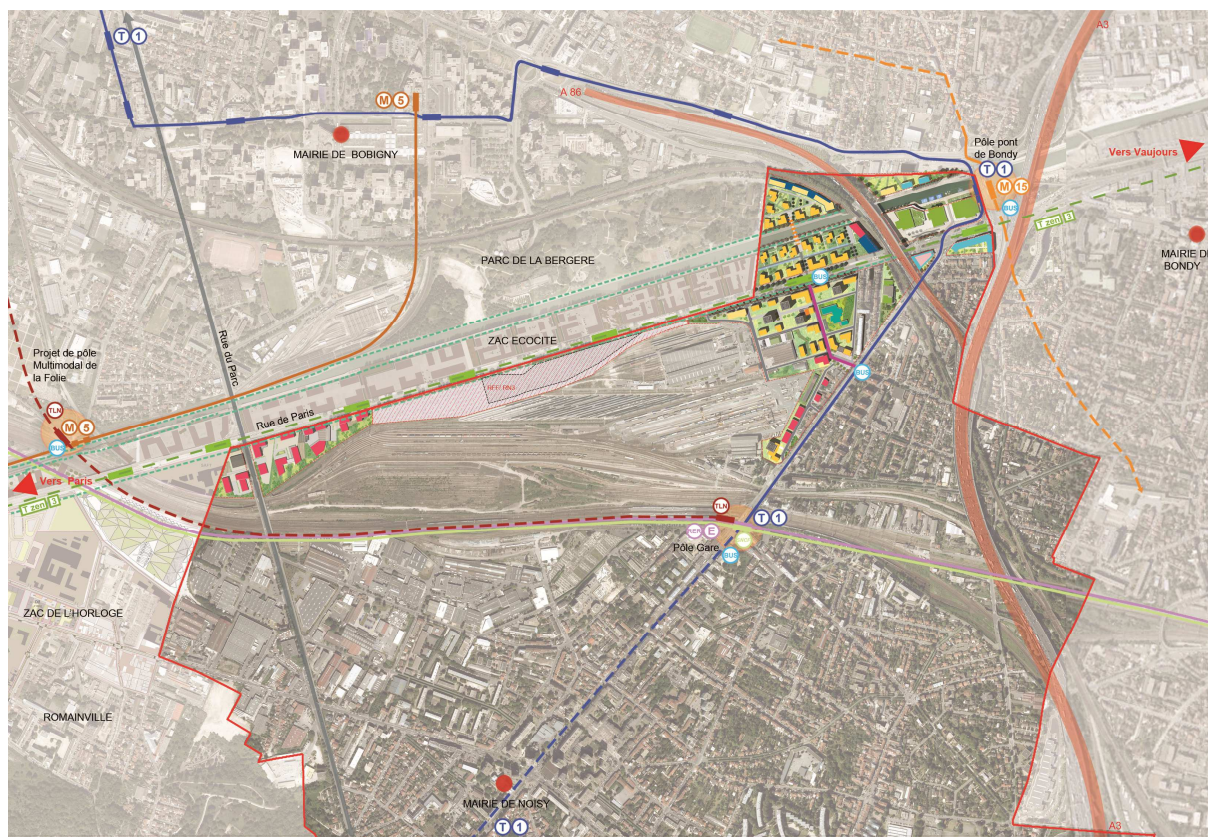 T 1
A3
M 5
A 86
MAIRIE DE BOBIGNY
Pôle pont
de Bondy
T 1
M 15
BUS
Vers Vaujours
T zen 3
MAIRIE DE
BONDY
PARC DE LA BERGERE
BUS
ZAC ECOCITE
Rue du Parc
Projet de pôle
Multimodal de
la Folie
TLN
M 5
BUS
Rue de Paris
BUS
Vers Paris
T zen 3
TLN
T 1
RER E
Pôle Gare
BUS
ZAC DE L'HORLOGE
ROMAINVILLE
MAIRIE DE NOISY
T 1
A3